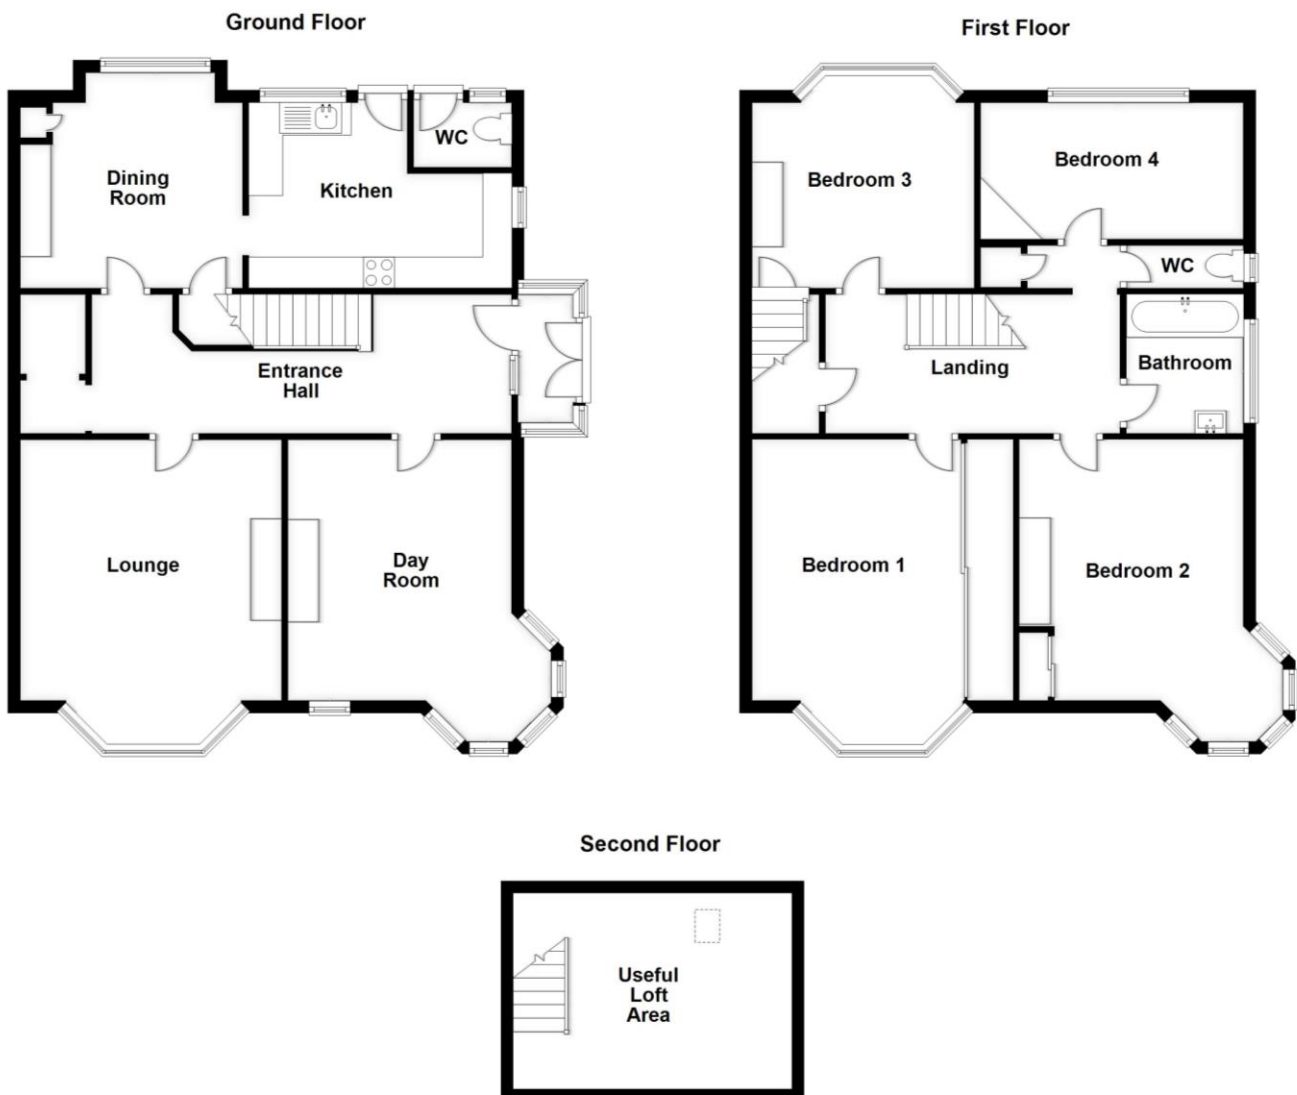 Ground Floor
First Floor
Dining
Room
Kitchen
WC
Entrance
Hall
Lounge
Day
Room
Bedroom 3
Bedroom 4
WC
Landing
Bathroom
Bedroom 1
Bedroom 2
Second Floor
Useful
Loft
Area